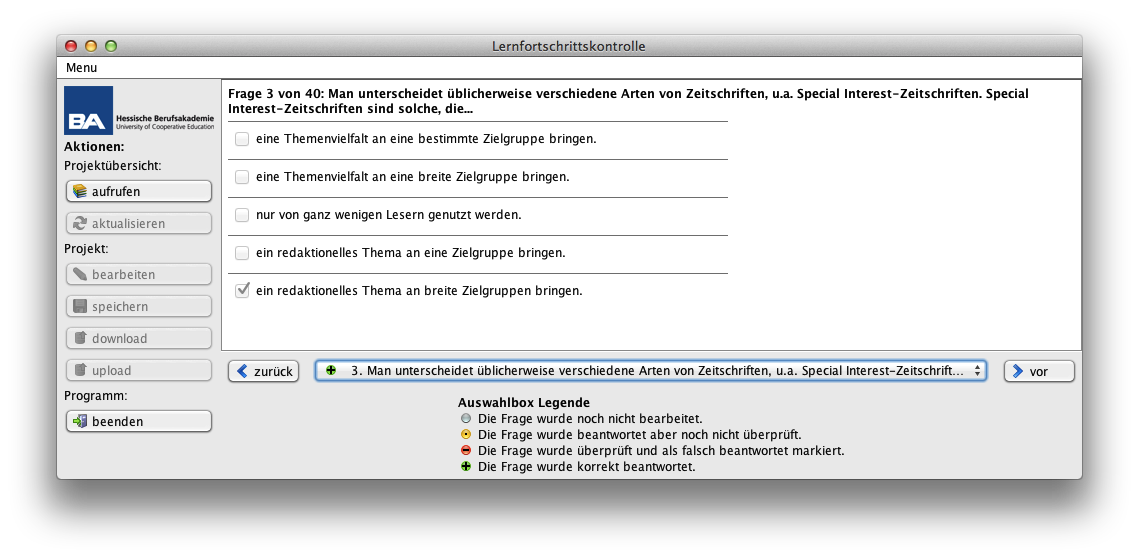 Lernfortschrittskontrolle
Menu
BA Hessische Berufsakademie
University of Cooperative Education
Aktionen:
Projektübersicht:
aufrufen
aktualisieren
Projekt:
bearbeiten
speichern
download
upload
Programm:
beenden
Frage 3 von 40: Man unterscheidet üblicherweise verschiedene Arten von Zeitschriften, u.a. Special Interest-Zeitschriften. Special
Interest-Zeitschriften sind solche, die...
eine Themenvielfalt an eine bestimmte Zielgruppe bringen.
eine Themenvielfalt an eine breite Zielgruppe bringen.
nur von ganz wenigen Lesern genutzt werden.
ein redaktionelles Thema an eine Zielgruppe bringen.
ein redaktionelles Thema an breite Zielgruppen bringen.
zurück
3. Man unterscheidet üblicherweise verschiedene Arten von Zeitschriften, u.a. Special Interest-Zeitschrift...
vor
Auswahlbox Legende
Die Frage wurde noch nicht bearbeitet.
Die Frage wurde beantwortet aber noch nicht überprüft.
Die Frage wurde überprüft und als falsch beantwortet markiert.
Die Frage wurde korrekt beantwortet.